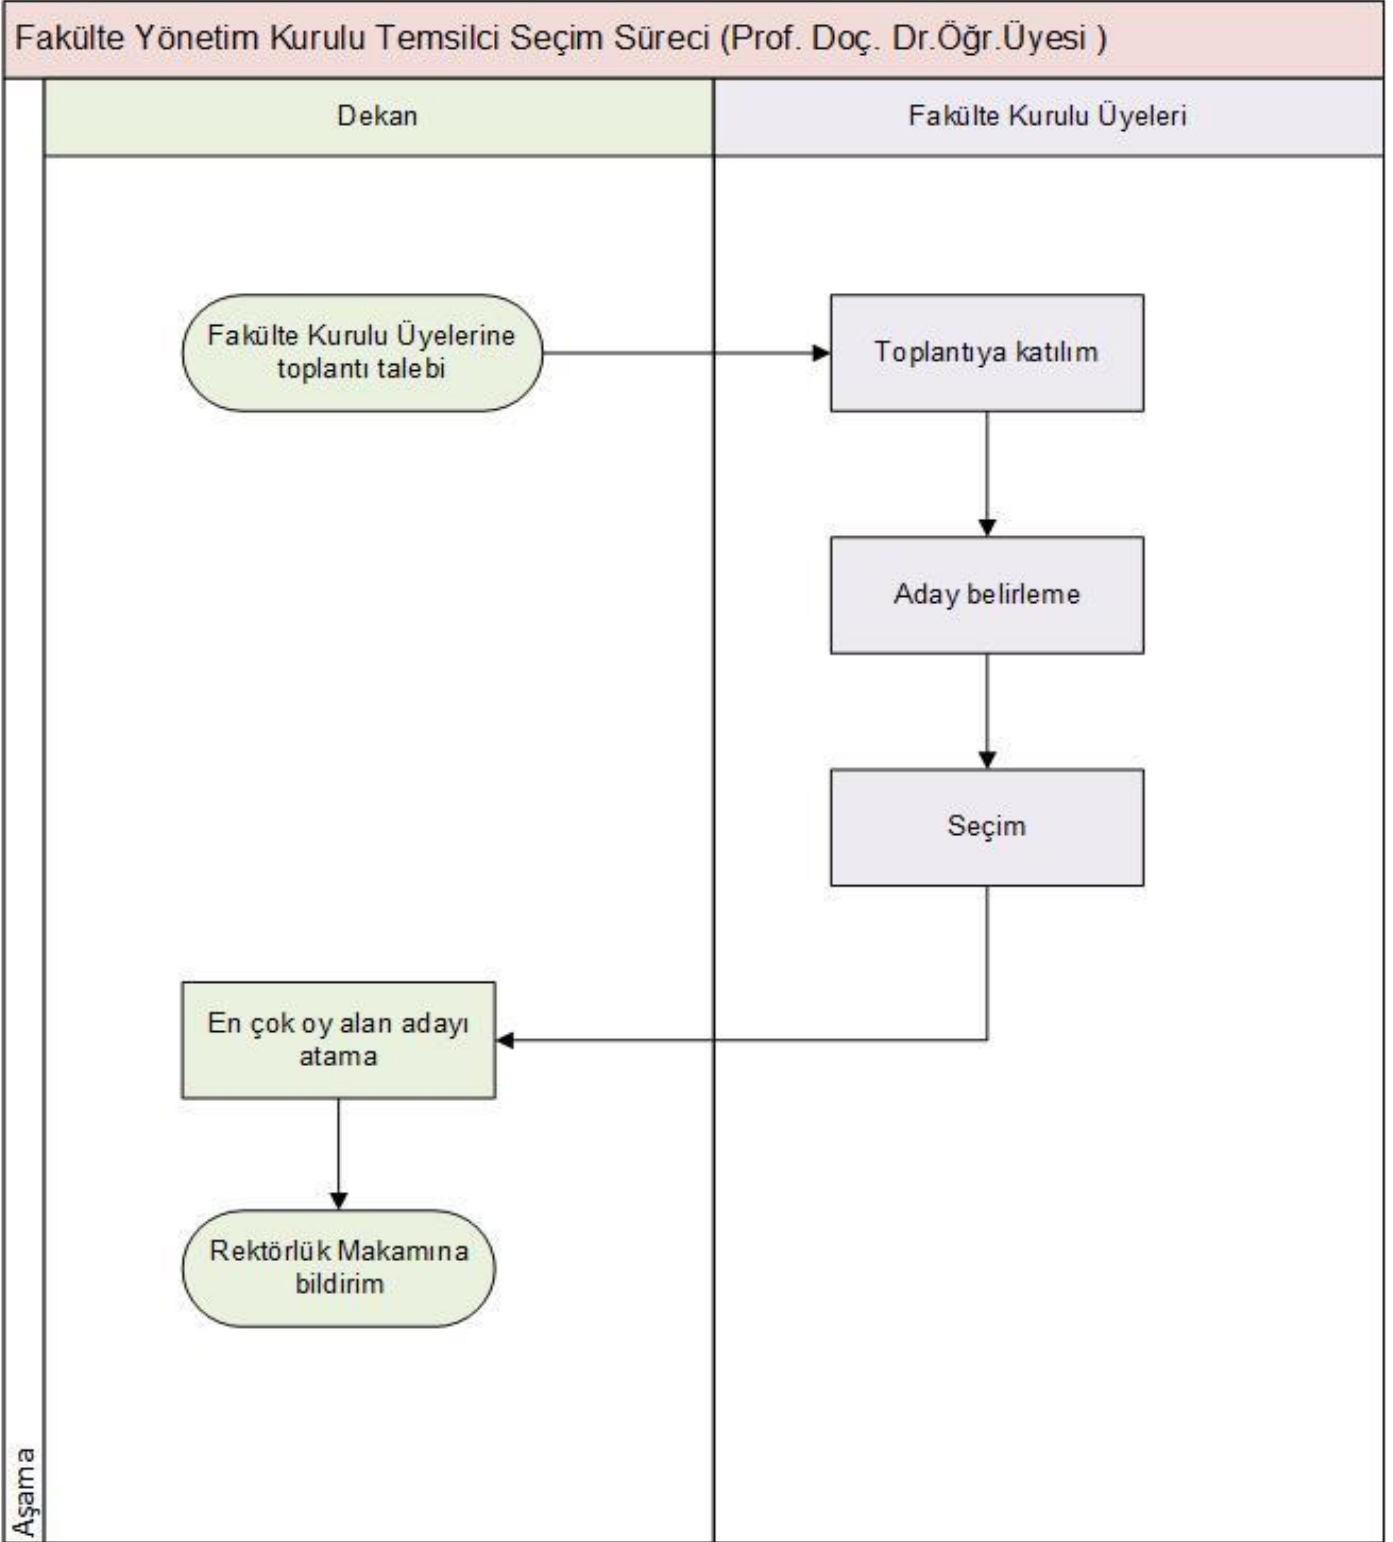 Fakülte Yönetim Kurulu Temsilci Seçim Süreci (Prof. Doç. Dr.Öğr.Üyesi )
Dekan
Fakülte Kurulu Üyeleri
Fakülte Kurulu Üyelerine
toplantı talebi
Toplantıya katılım
Aday belirleme
Seçim
En çok oy alan adayı
atama
Rektörlük Makamına
bildirim
Aşama